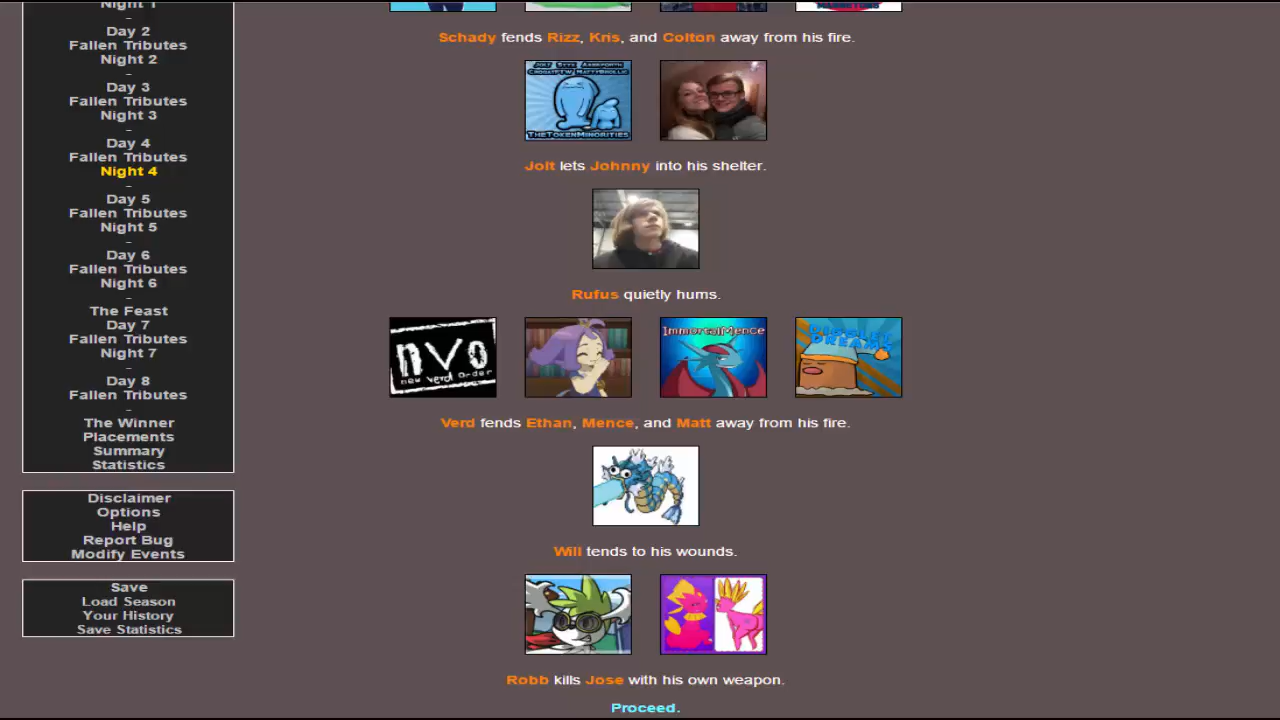 Night 1
-
Day 2
Fallen Tributes
Night 2
-
Day 3
Fallen Tributes
Night 3
-
Day 4
Fallen Tributes
Night 4
-
Day 5
Fallen Tributes
Night 5
-
Day 6
Fallen Tributes
Night 6
-
The Feast
Day 7
Fallen Tributes
Night 7
-
Day 8
Fallen Tributes
-
The Winner
Placements
Summary
Statistics
Disclaimer
Options
Help
Report Bug
Modify Events
Save
Load Season
Your History
Save Statistics
Schady fends Rizz, Kris, and Colton away from his fire.
TheTokenMinorities
Jolt lets Johnny into his shelter.
Rufus quietly hums.
nVo
new verd order
ImmortalMence
DIGGLET
DREAMS
Verd fends Ethan, Mence, and Matt away from his fire.
Will tends to his wounds.
Robb kills Jose with his own weapon.
Proceed.